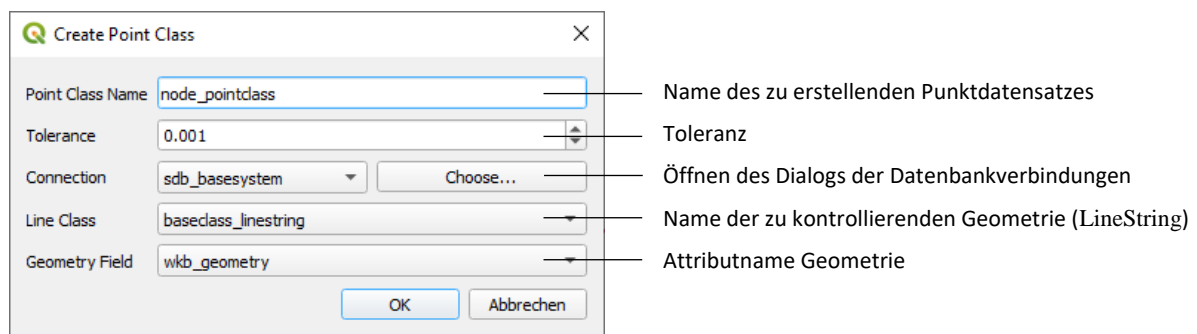 Create Point Class
Point Class Name node_pointclass Name des zu erstellenden Punktdatensatzes
Tolerance 0.001 Toleranz
Connection sdb_basesystem Choose... Öffnen des Dialogs der Datenbankverbindungen
Line Class baseclass_linestring Name der zu kontrollierenden Geometrie (LineString)
Geometry Field wkb_geometry Attributname Geometrie
OK Abbrechen